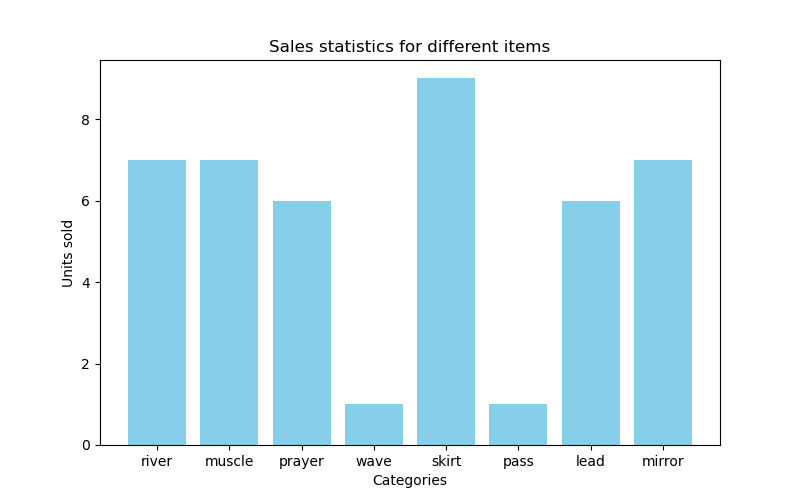 Sales statistics for different items
Units sold
8
6
4
2
0
river muscle prayer wave skirt pass lead mirror
Categories